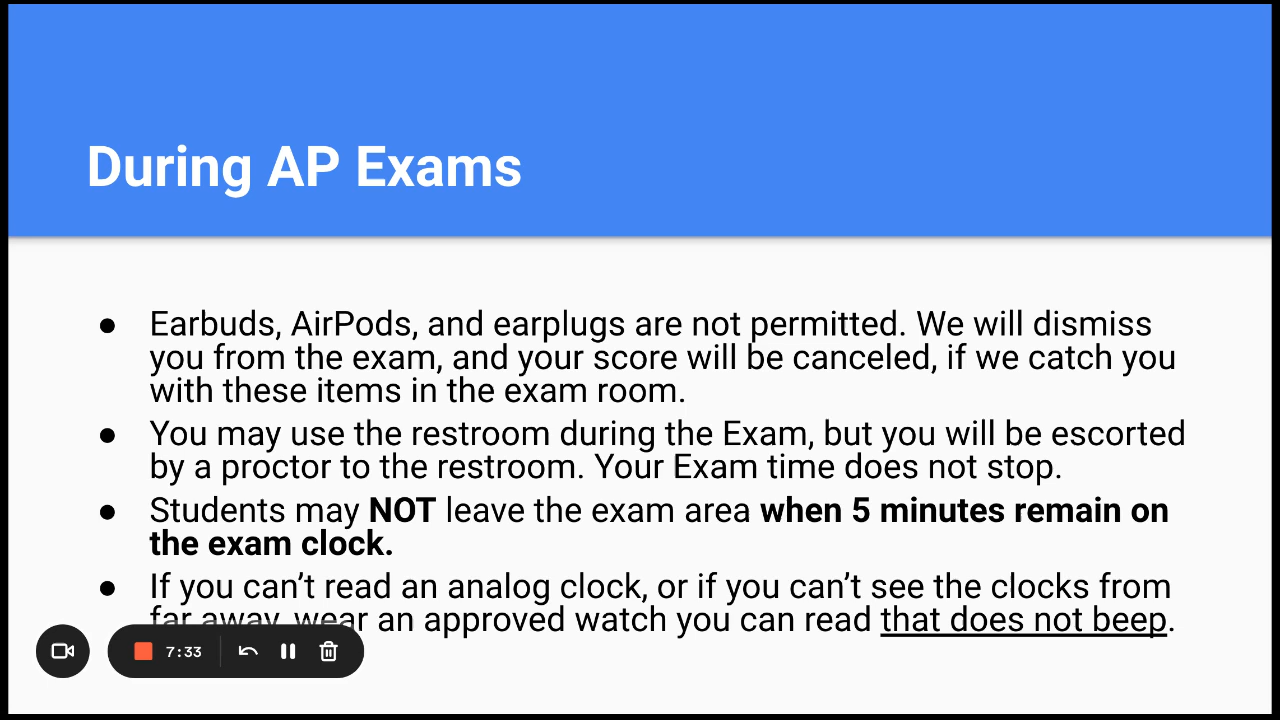 During AP Exams
● Earbuds, AirPods, and earplugs are not permitted. We will dismiss
you from the exam, and your score will be canceled, if we catch you
with these items in the exam room.
● You may use the restroom during the Exam, but you will be escorted
by a proctor to the restroom. Your Exam time does not stop.
● Students may NOT leave the exam area when 5 minutes remain on
the exam clock.
● If you can’t read an analog clock, or if you can’t see the clocks from
far away, wear an approved watch you can read that does not beep.
7:33